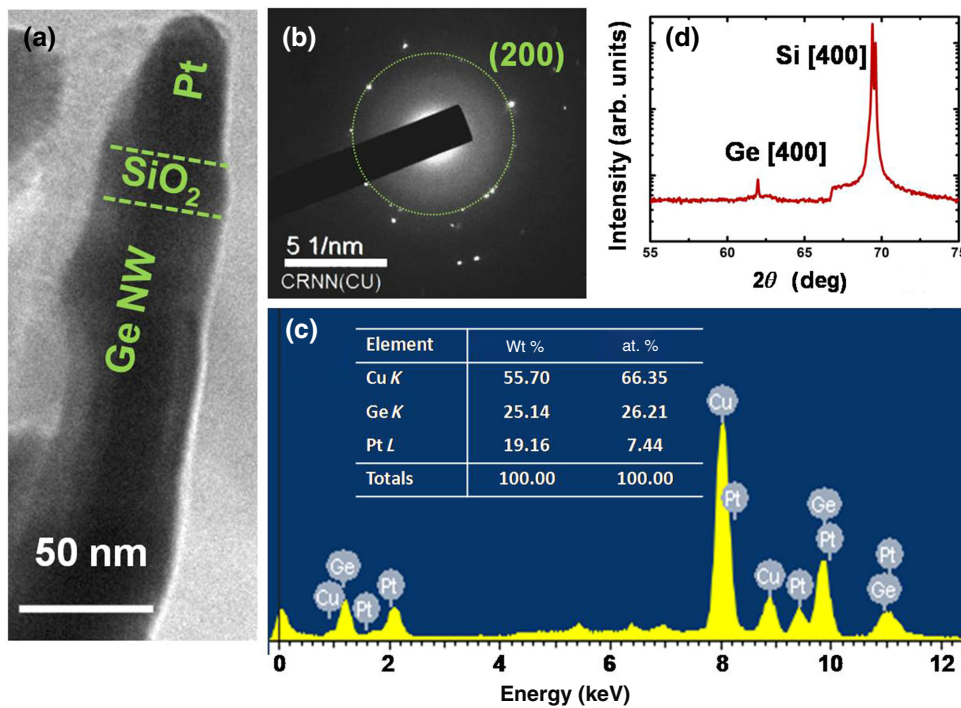 (a)
Pt
SiO2
Ge NW
50 nm
(b)
(200)
5 1/nm
CRNN(CU)
(d)
Intensity (arb. units)
Si [400]
Ge [400]
55 60 65 70 75
2θ (deg)
(c)
Element Wt % at. %
Cu K 55.70 66.35
Ge K 25.14 26.21
Pt L 19.16 7.44
Totals 100.00 100.00
Cu
Pt
Ge
Pt
Cu
Pt
Pt
Ge
Ge
Cu
Pt
Pt
0 2 4 6 8 10 12
Energy (keV)